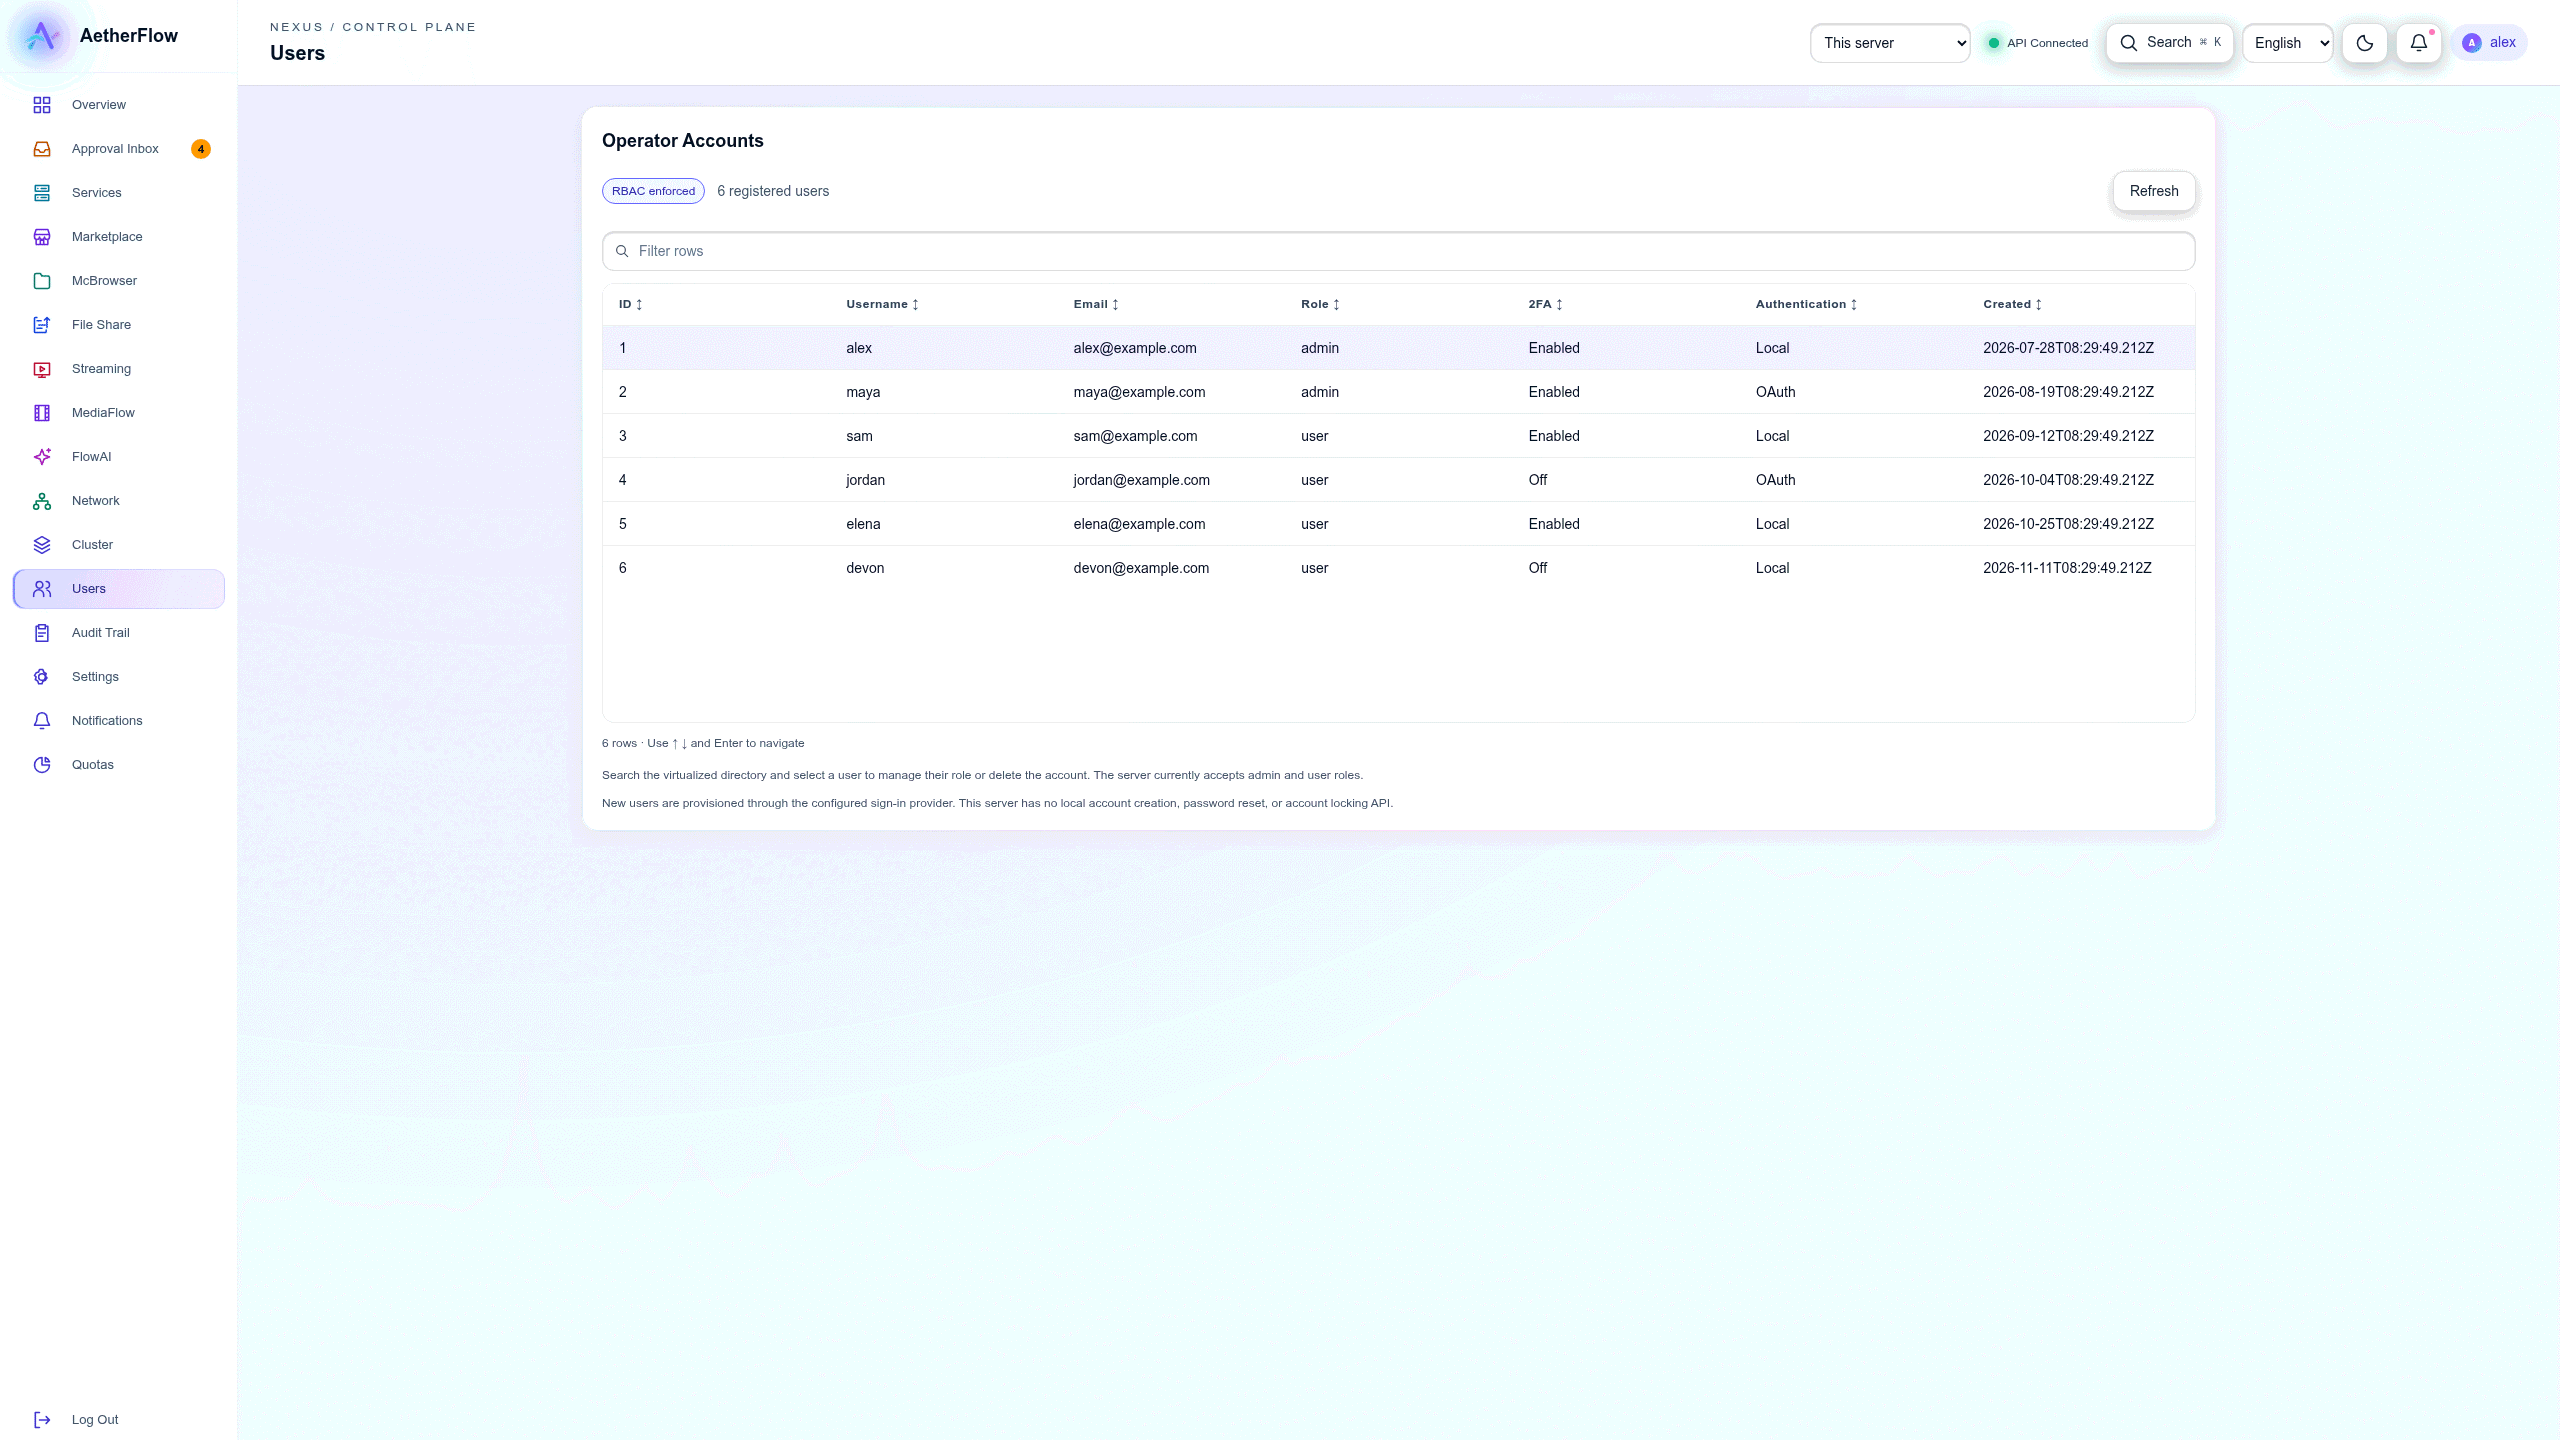 AetherFlow
NEXUS / CONTROL PLANE
Users
This server
API Connected
Search ⌘ K
English
A
alex
Overview
Approval Inbox 4
Services
Marketplace
McBrowser
File Share
Streaming
MediaFlow
FlowAI
Network
Cluster
Users
Audit Trail
Settings
Notifications
Quotas
Log Out
Operator Accounts
RBAC enforced 6 registered users
Refresh
Filter rows
ID ↕ Username ↕ Email ↕ Role ↕ 2FA ↕ Authentication ↕ Created ↕
1 alex alex@example.com admin Enabled Local 2026-07-28T08:29:49.212Z
2 maya maya@example.com admin Enabled OAuth 2026-08-19T08:29:49.212Z
3 sam sam@example.com user Enabled Local 2026-09-12T08:29:49.212Z
4 jordan jordan@example.com user Off OAuth 2026-10-04T08:29:49.212Z
5 elena elena@example.com user Enabled Local 2026-10-25T08:29:49.212Z
6 devon devon@example.com user Off Local 2026-11-11T08:29:49.212Z
6 rows · Use ↑ ↓ and Enter to navigate
Search the virtualized directory and select a user to manage their role or delete the account. The server currently accepts admin and user roles.
New users are provisioned through the configured sign-in provider. This server has no local account creation, password reset, or account locking API.